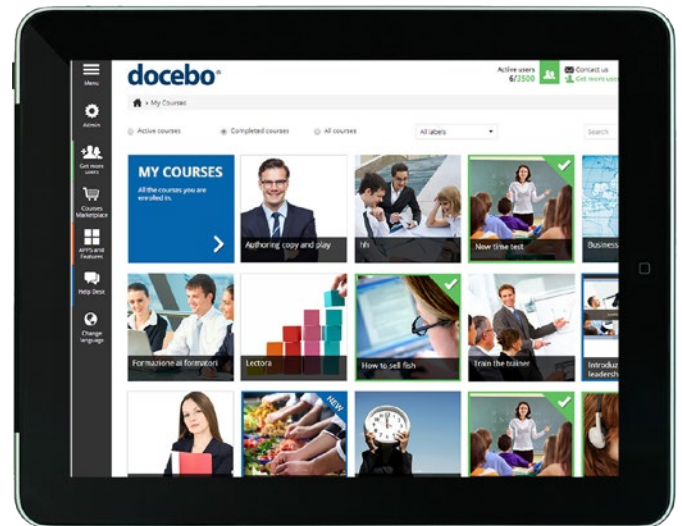 Menu
Admin
Get more
users
Courses
Marketplace
APPS and
Features
Help Desk
Change
language
docebo®
Active users
6/3500
Contact us
Get more user
> My Courses
Active courses
Completed courses
All courses
All labels
Search
MY COURSES
All the courses you are
enrolled in.
Authoring copy and play
hh
New time test
Business
Formazione ai formatori
Lectora
How to sell fish
Train the trainer
Introduz
leadersh
NEW